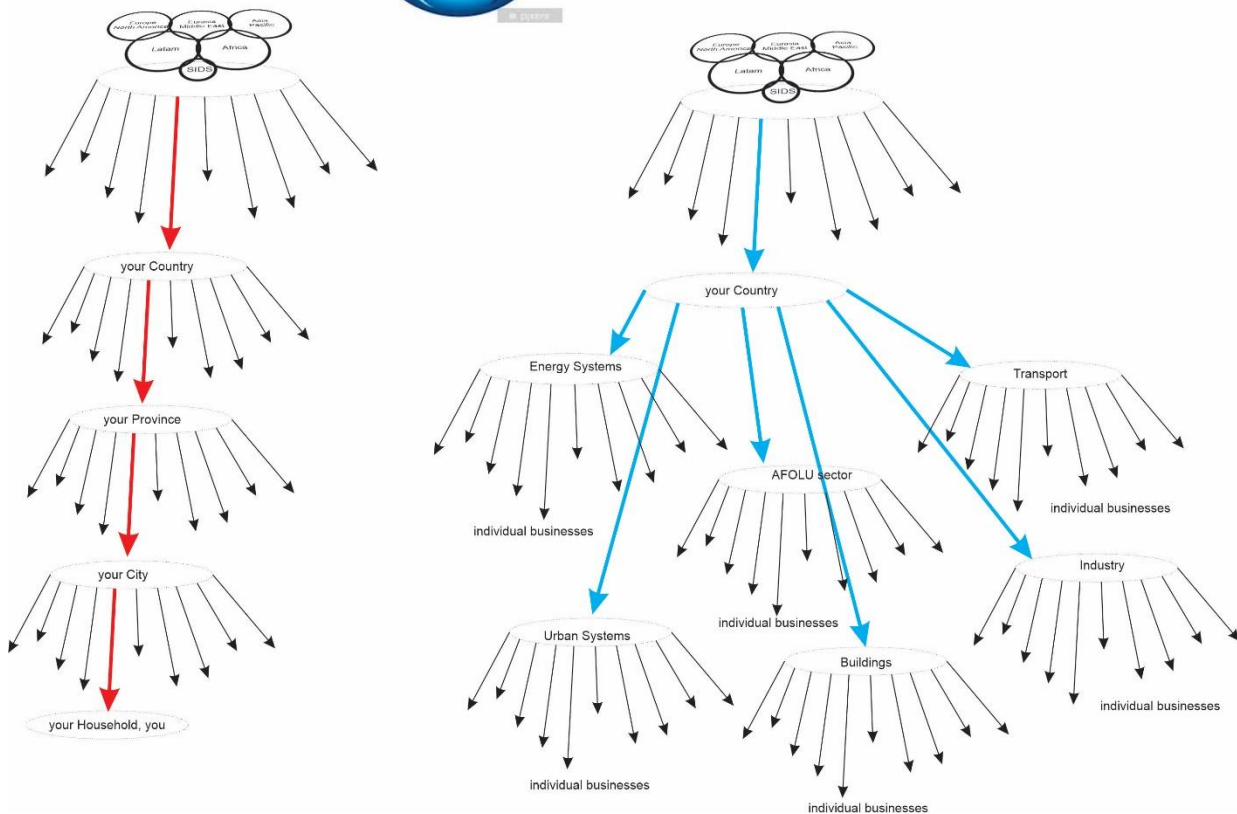 Europe
North America
Eurasia
Middle East
Asia
Pacific
Latam
Africa
SIDS
your Country
your Province
your City
your Household, you
Europe
North America
Eurasia
Middle East
Asia
Pacific
Latam
Africa
SIDS
your Country
Energy Systems
individual businesses
Transport
individual businesses
AFOLU sector
individual businesses
Industry
individual businesses
Urban Systems
individual businesses
Buildings
individual businesses